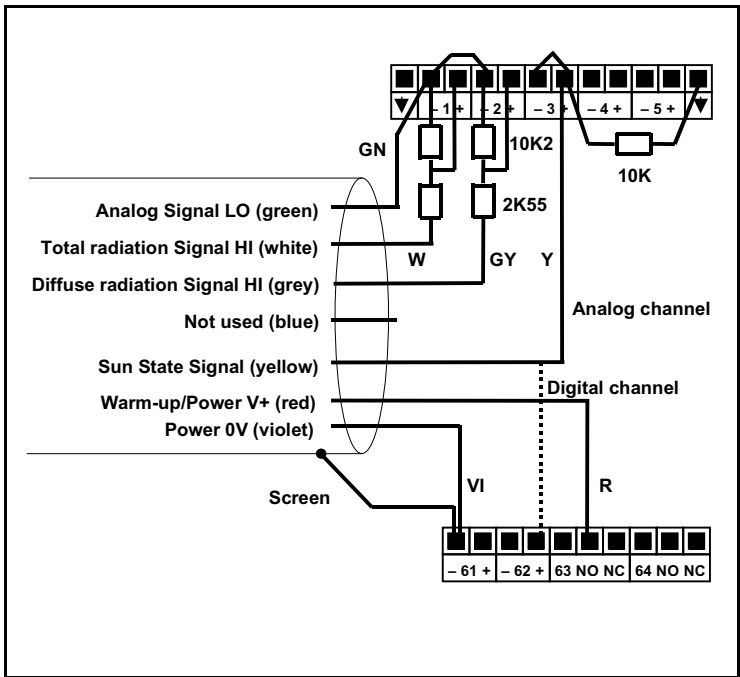 – 1 + – 2 + – 3 + – 4 + – 5 +
GN
10K2
10K
2K55
Analog Signal LO (green)
Total radiation Signal HI (white)
W GY Y
Diffuse radiation Signal HI (grey)
Analog channel
Not used (blue)
Sun State Signal (yellow)
Digital channel
Warm-up/Power V+ (red)
Power 0V (violet)
VI R
Screen
– 61 + – 62 + 63 NO NC 64 NO NC